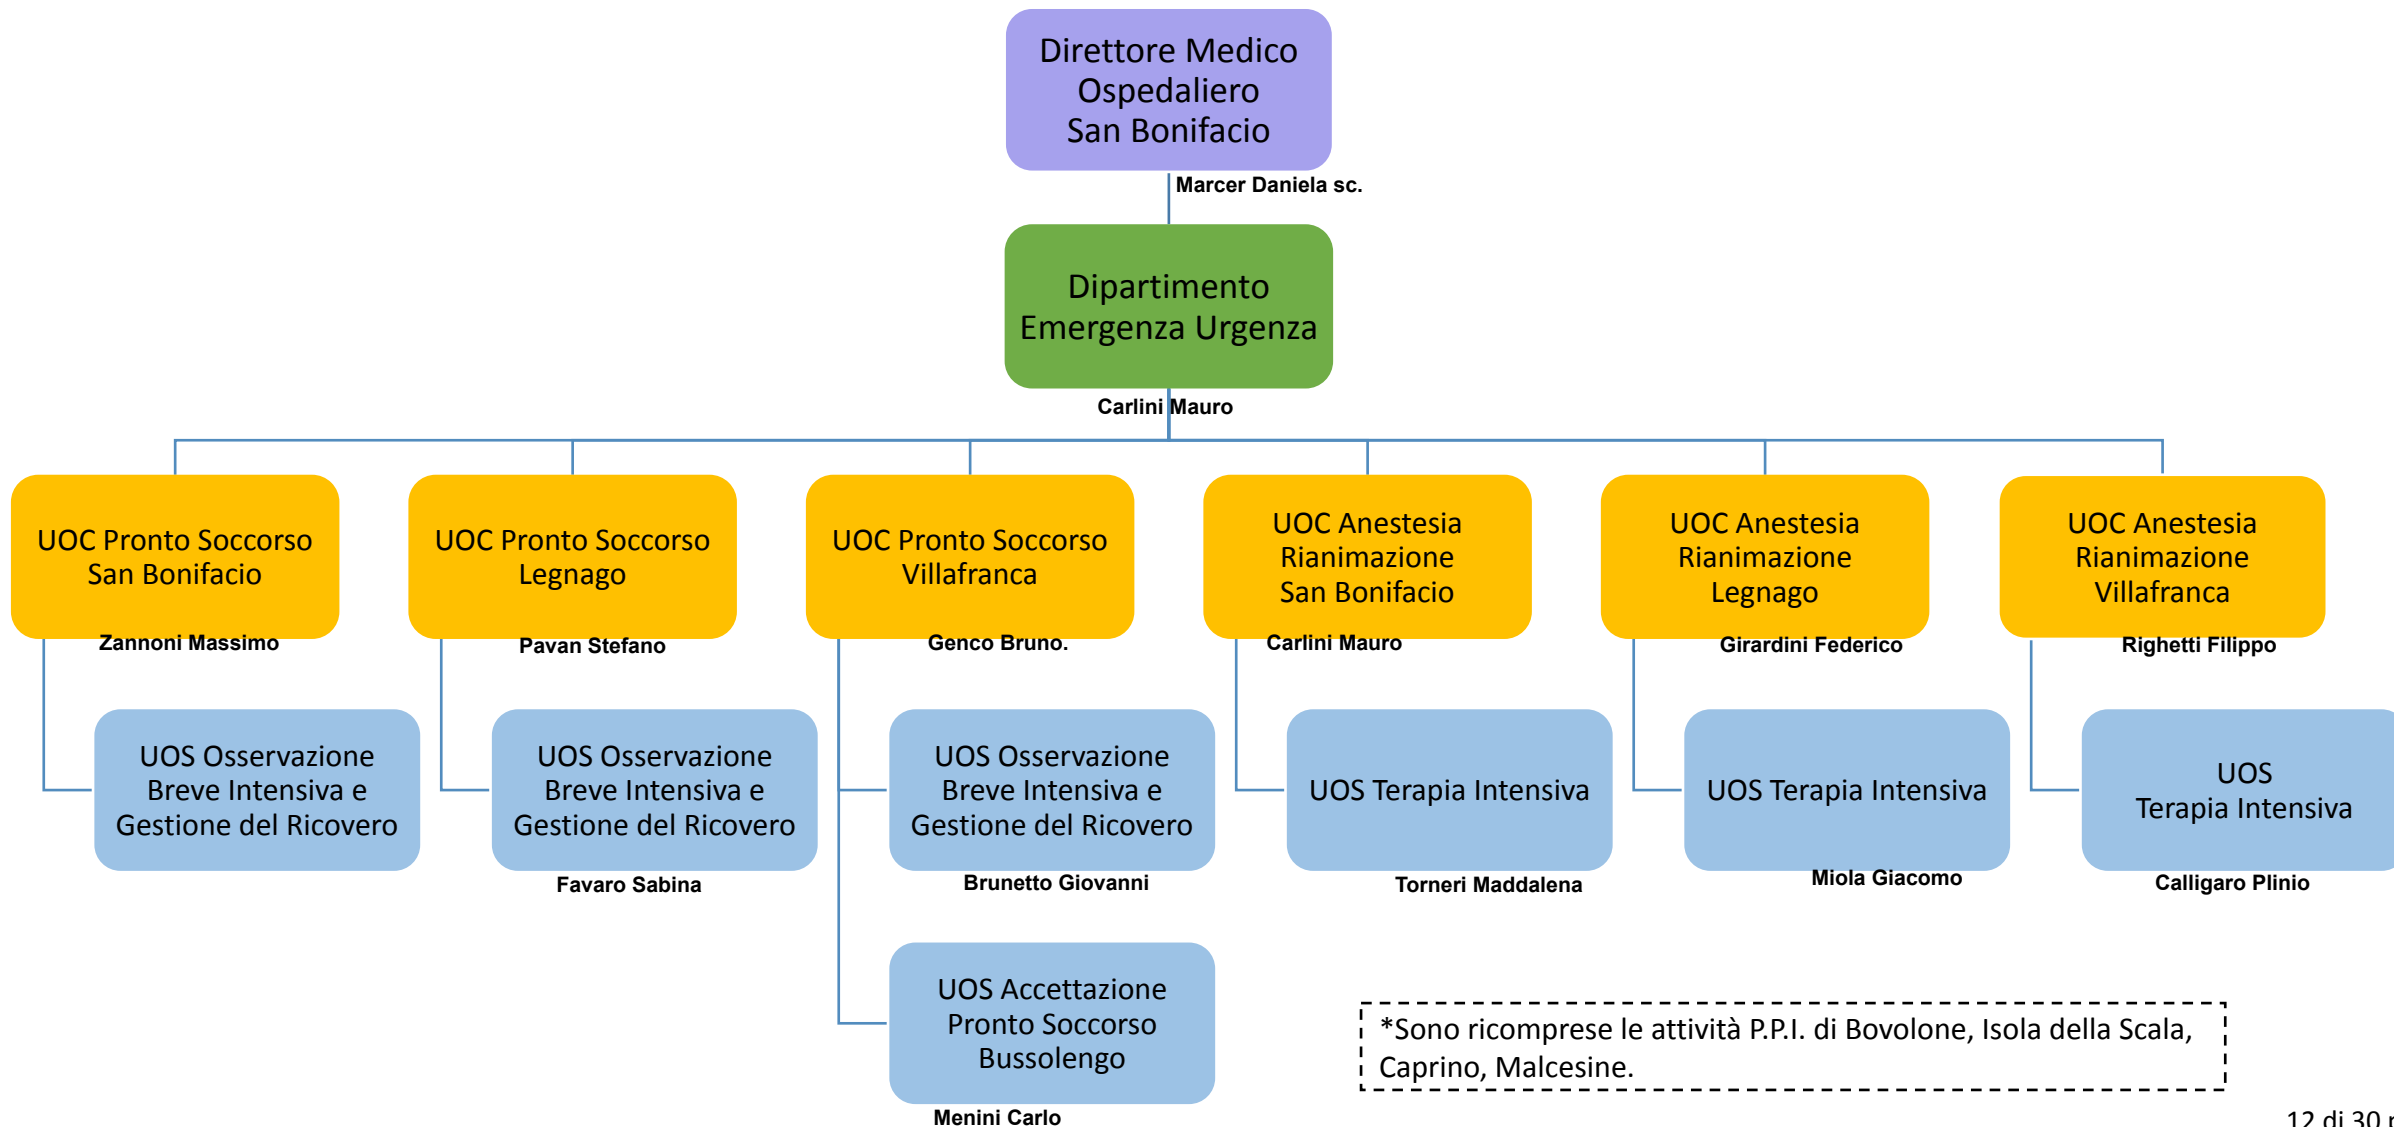 Direttore Medico
Ospedaliero
San Bonifacio
Marcer Daniela sc.
Dipartimento
Emergenza Urgenza
Carlini Mauro
UOC Pronto Soccorso
San Bonifacio
Zannoni Massimo
UOC Pronto Soccorso
Legnago
Pavan Stefano
UOC Pronto Soccorso
Villafranca
Genco Bruno.
UOC Anestesia
Rianimazione
San Bonifacio
Carlini Mauro
UOC Anestesia
Rianimazione
Legnago
Girardini Federico
UOC Anestesia
Rianimazione
Villafranca
Righetti Filippo
UOS Osservazione
Breve Intensiva e
Gestione del Ricovero
UOS Osservazione
Breve Intensiva e
Gestione del Ricovero
Favaro Sabina
UOS Osservazione
Breve Intensiva e
Gestione del Ricovero
Brunetto Giovanni
UOS Terapia Intensiva
Torneri Maddalena
UOS Terapia Intensiva
Miola Giacomo
UOS
Terapia Intensiva
Calligaro Plinio
UOS Accettazione
Pronto Soccorso
Bussolengo
Menini Carlo
*Sono ricomprese le attività P.P.I. di Bovolone, Isola della Scala,
Caprino, Malcesine.
12 di 30